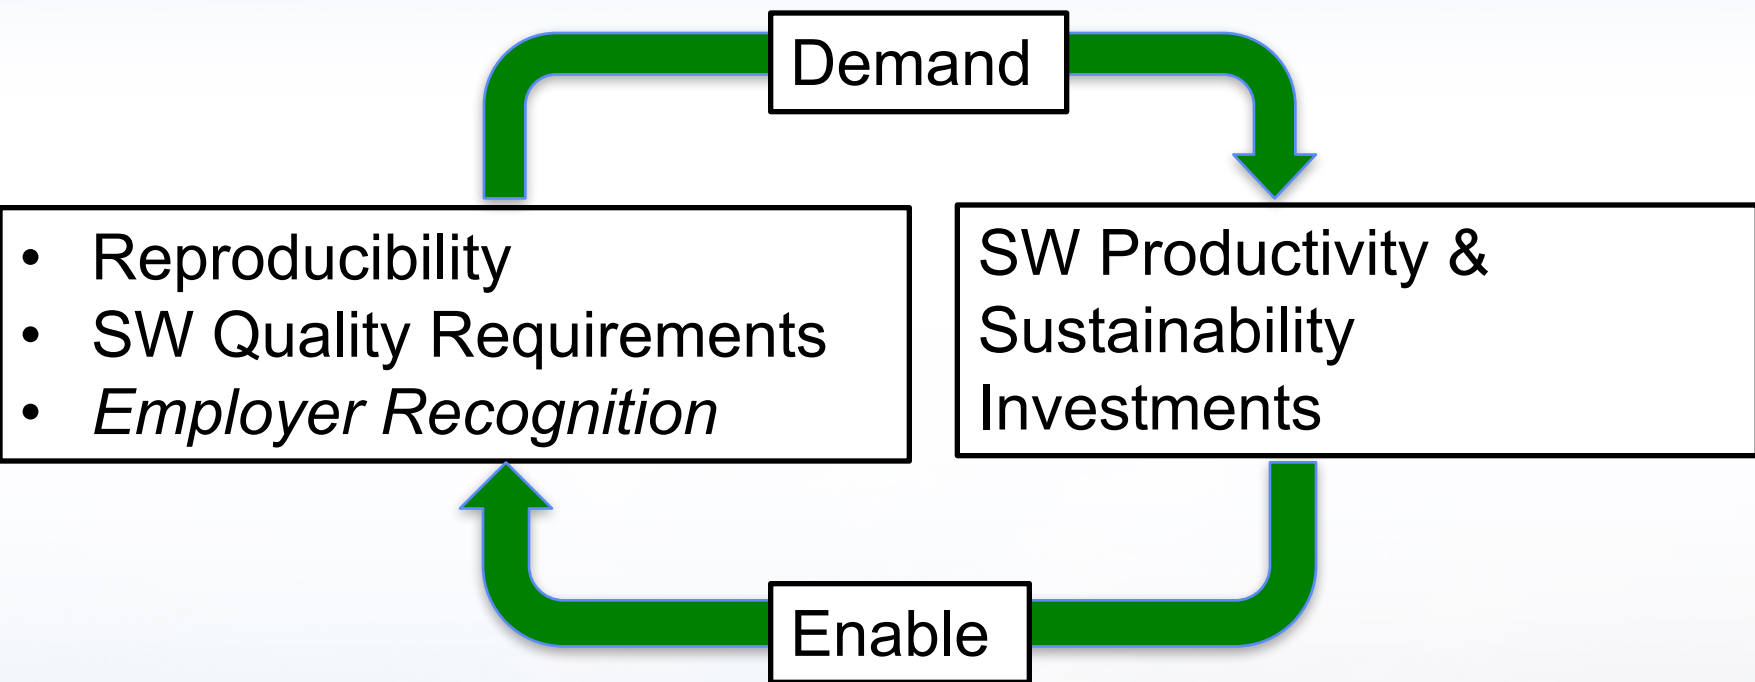 Demand
• Reproducibility
• SW Quality Requirements
• Employer Recognition
SW Productivity &
Sustainability
Investments
Enable